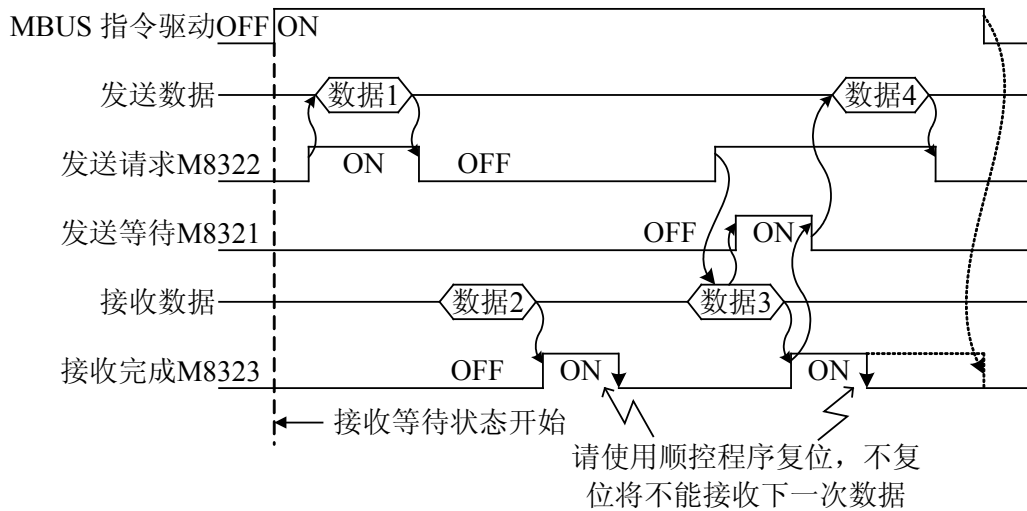 MBUS 指令驱动OFF ON
发送数据 数据1 数据4
发送请求M8322 ON OFF
发送等待M8321 OFF ON
接收数据 数据2 数据3
接收完成M8323 OFF ON ON
接收等待状态开始
请使用顺控程序复位，不复
位将不能接收下一次数据